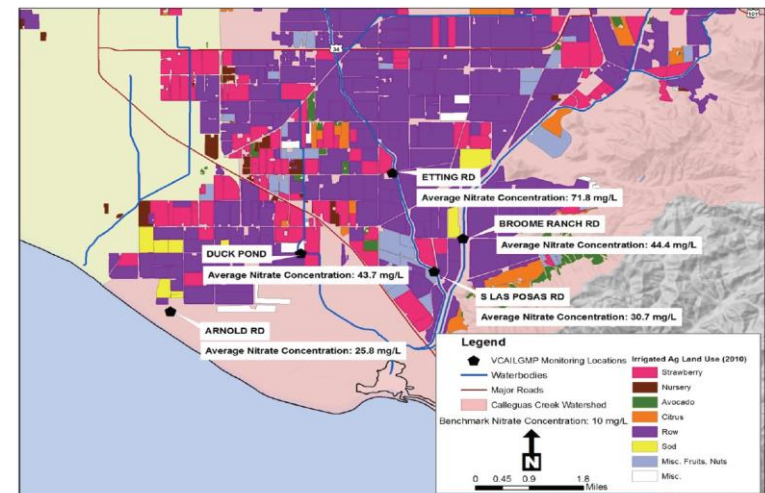 101
34
ETTING RD
Average Nitrate Concentration: 71.8 mg/L
BROOME RANCH RD
Average Nitrate Concentration: 44.4 mg/L
DUCK POND
Average Nitrate Concentration: 43.7 mg/L
S LAS POSAS RD
Average Nitrate Concentration: 30.7 mg/L
ARNOLD RD
Average Nitrate Concentration: 25.8 mg/L
Legend
VCAILGMP Monitoring Locations
Waterbodies
Major Roads
Calleguas Creek Watershed
Benchmark Nitrate Concentration: 10 mg/L
N
0 0.45 0.9 1.8
Miles
Irrigated Ag Land Use (2010)
Strawberry
Nursery
Avocado
Citrus
Row
Sod
Misc. Fruits, Nuts
Misc.